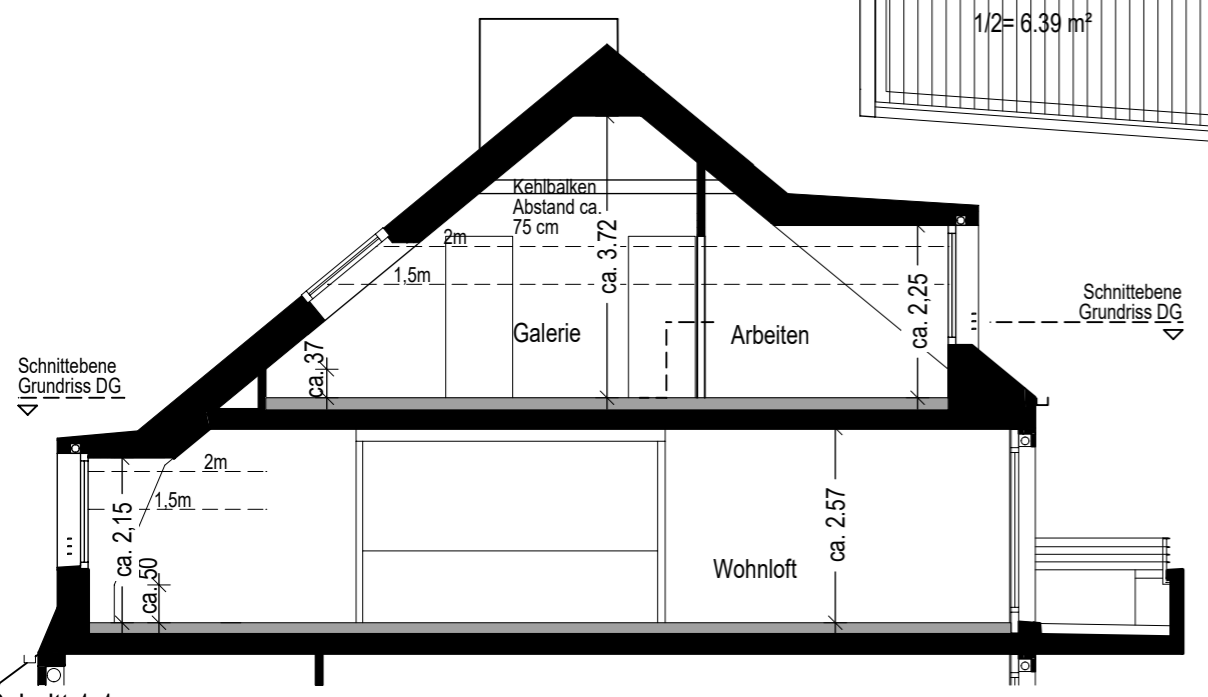 1/2= 6.39 m²
Kehlbalken
Abstand ca.
75 cm
2m
1,5m
ca. 3.72
ca. 2,25
Schnittebene
Grundriss DG
Galerie
Arbeiten
ca. 37
Schnittebene
Grundriss DG
2m
1,5m
ca. 2,15
ca. 50
ca. 2.57
Wohnloft